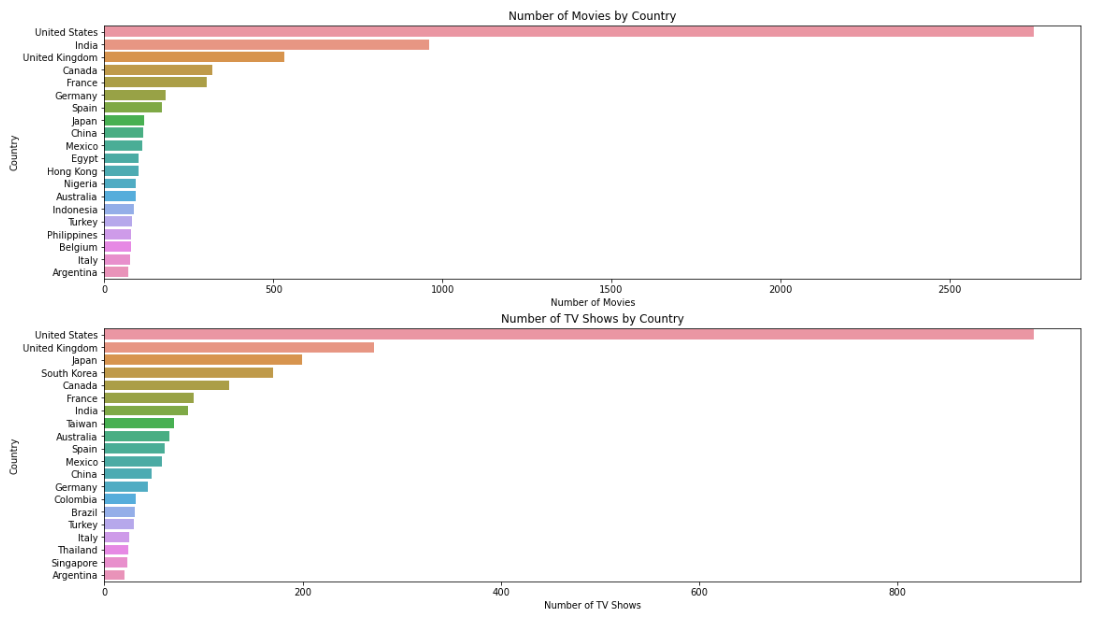 Number of Movies by Country
United States
India
United Kingdom
Canada
France
Germany
Spain
Japan
China
Mexico
Egypt
Hong Kong
Nigeria
Australia
Indonesia
Turkey
Philippines
Belgium
Italy
Argentina
Country
0 500 1000 1500 2000 2500
Number of Movies
Number of TV Shows by Country
United States
United Kingdom
Japan
South Korea
Canada
France
India
Taiwan
Australia
Spain
Mexico
China
Germany
Colombia
Brazil
Turkey
Italy
Thailand
Singapore
Argentina
Country
0 200 400 600 800
Number of TV Shows